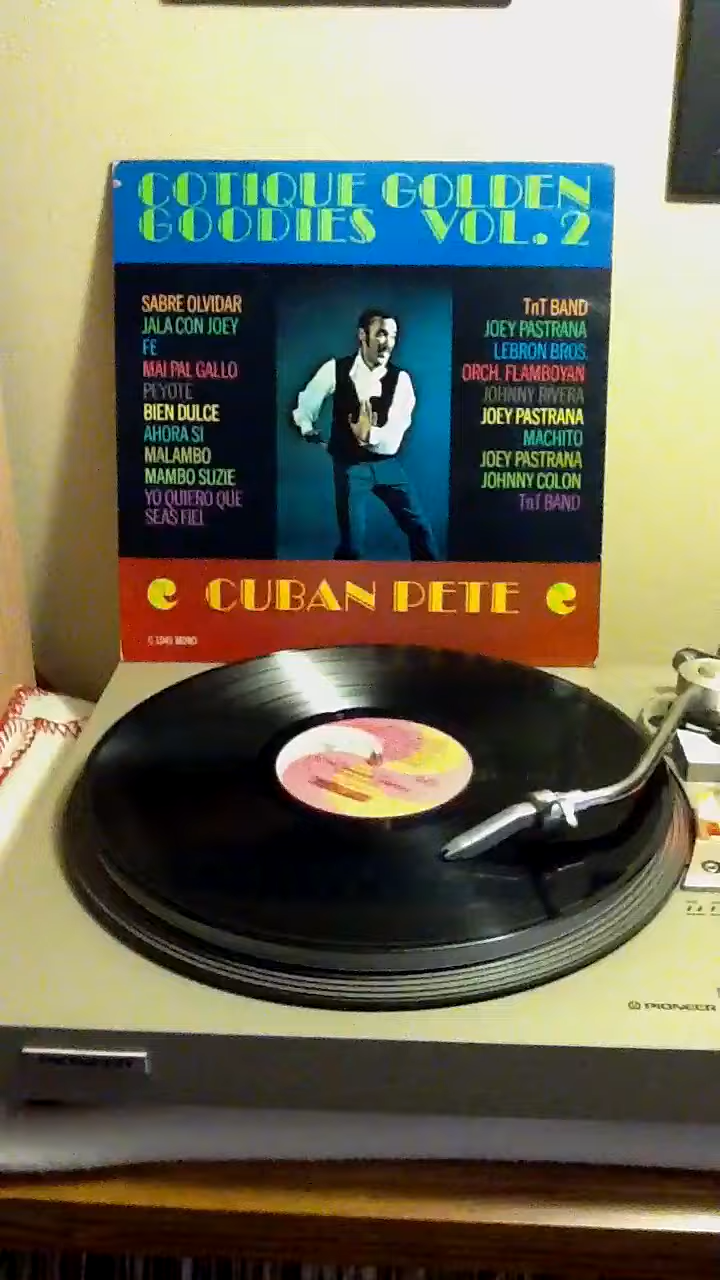 COTIQUE GOLDEN
GOODIES VOL. 2
SABRE OLVIDAR
JALA CON JOEY
FE
MAI PAL GALLO
PEYOTE
BIEN DULCE
AHORA SI
MALAMBO
MAMBO SUZIE
YO QUIERO QUE
SEAS FIEL
TnT BAND
JOEY PASTRANA
LEBRON BROS.
ORCH. FLAMBOYAN
JOHNNY RIVERA
JOEY PASTRANA
MACHITO
JOEY PASTRANA
JOHNNY COLON
TnT BAND
CUBAN PETE
MONO
PIONEER
PIONEER